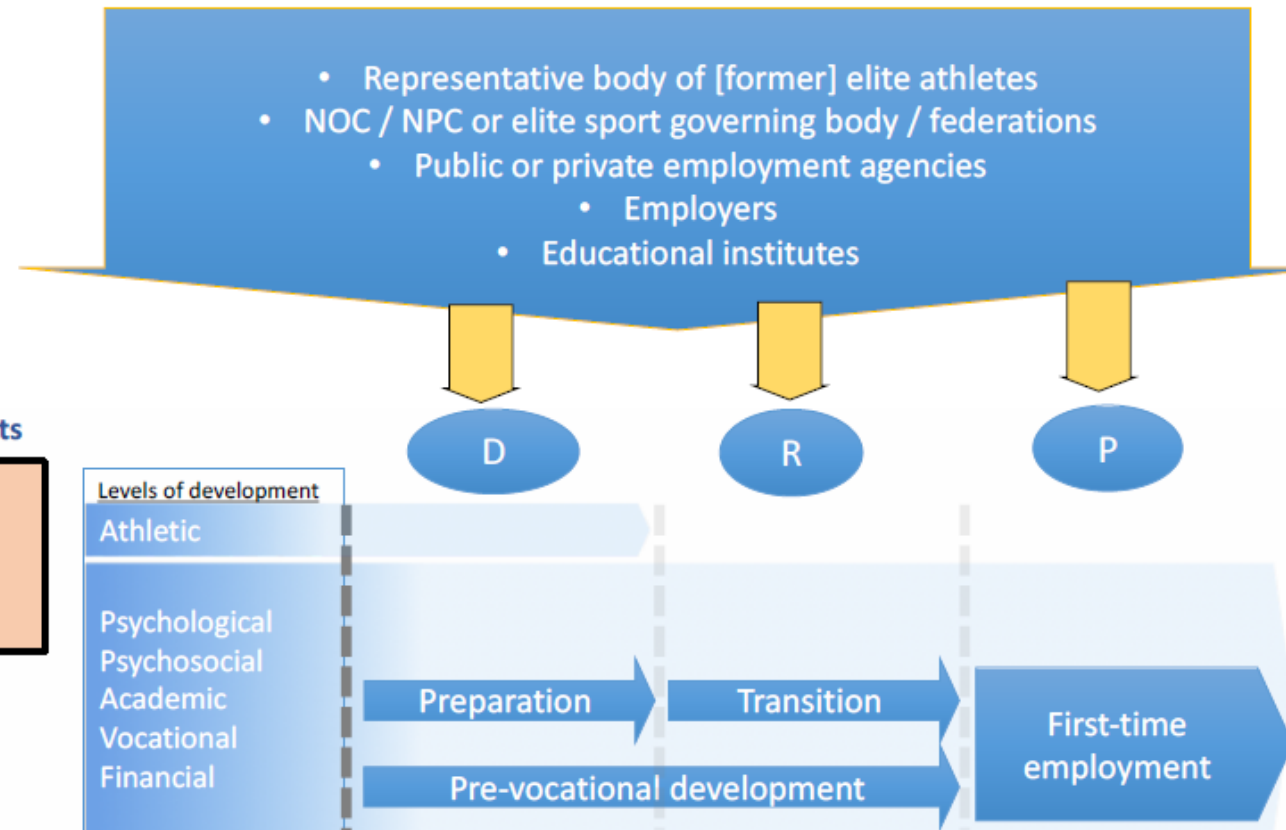 • Representative body of [former] elite athletes
• NOC / NPC or elite sport governing body / federations
• Public or private employment agencies
• Employers
• Educational institutes
D
R
P
ts
Levels of development
Athletic
Psychological
Psychosocial
Academic
Vocational
Financial
Preparation
Transition
Pre-vocational development
First-time
employment